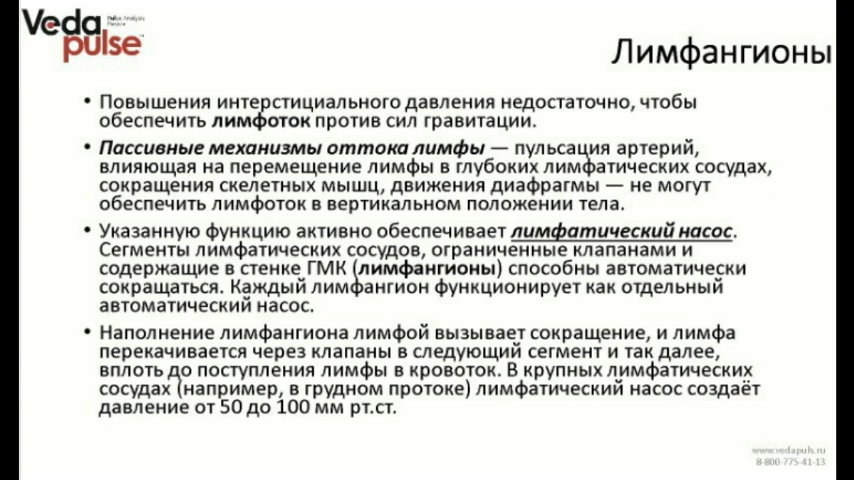 Veda Pulse Analysis
Device
pulse
Лимфангионы
• Повышения интерстициального давления недостаточно, чтобы
обеспечить лимфоток против сил гравитации.
• Пассивные механизмы оттока лимфы — пульсация артерий,
влияющая на перемещение лимфы в глубоких лимфатических сосудах,
сокращения скелетных мышц, движения диафрагмы — не могут
обеспечить лимфоток в вертикальном положении тела.
• Указанную функцию активно обеспечивает лимфатический насос.
Сегменты лимфатических сосудов, ограниченные клапанами и
содержащие в стенке ГМК (лимфангионы) способны автоматически
сокращаться. Каждый лимфангион функционирует как отдельный
автоматический насос.
• Наполнение лимфангиона лимфой вызывает сокращение, и лимфа
перекачивается через клапаны в следующий сегмент и так далее,
вплоть до поступления лимфы в кровоток. В крупных лимфатических
сосудах (например, в грудном протоке) лимфатический насос создаёт
давление от 50 до 100 мм рт.ст.
www.vedapuls.ru
8-800-775-41-13